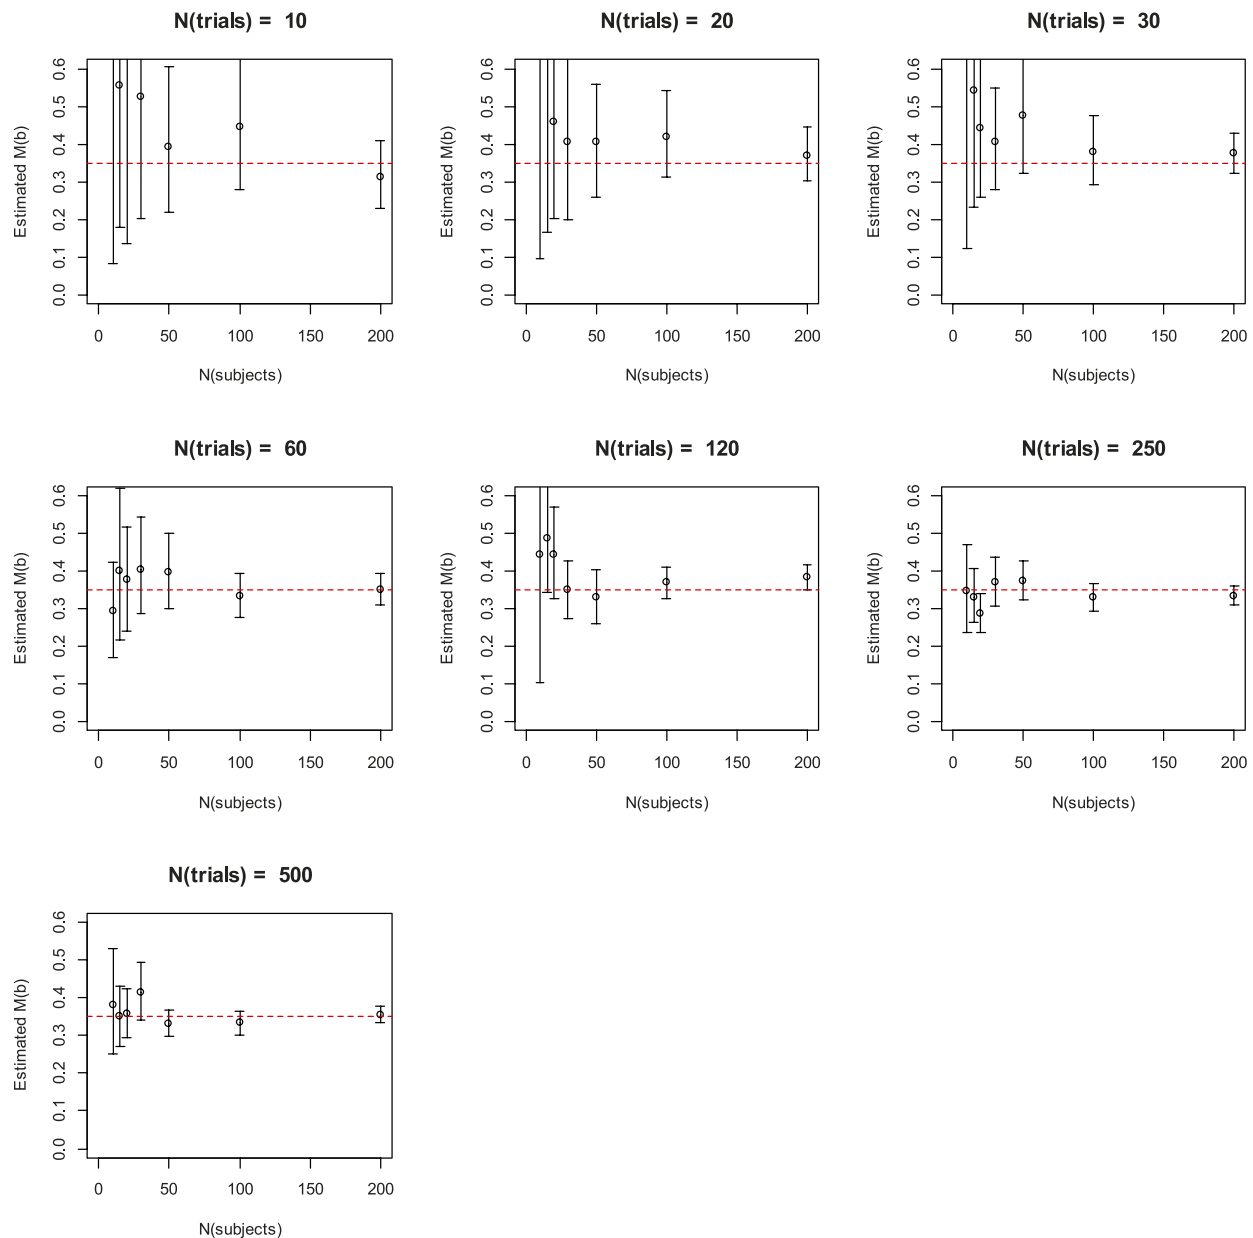 N(trials) = 10
N(trials) = 20
N(trials) = 30
Estimated M(b)
0.0 0.1 0.2 0.3 0.4 0.5 0.6
0 50 100 150 200
N(subjects)
Estimated M(b)
0.0 0.1 0.2 0.3 0.4 0.5 0.6
0 50 100 150 200
N(subjects)
Estimated M(b)
0.0 0.1 0.2 0.3 0.4 0.5 0.6
0 50 100 150 200
N(subjects)
N(trials) = 60
N(trials) = 120
N(trials) = 250
Estimated M(b)
0.0 0.1 0.2 0.3 0.4 0.5 0.6
0 50 100 150 200
N(subjects)
Estimated M(b)
0.0 0.1 0.2 0.3 0.4 0.5 0.6
0 50 100 150 200
N(subjects)
Estimated M(b)
0.0 0.1 0.2 0.3 0.4 0.5 0.6
0 50 100 150 200
N(subjects)
N(trials) = 500
Estimated M(b)
0.0 0.1 0.2 0.3 0.4 0.5 0.6
0 50 100 150 200
N(subjects)